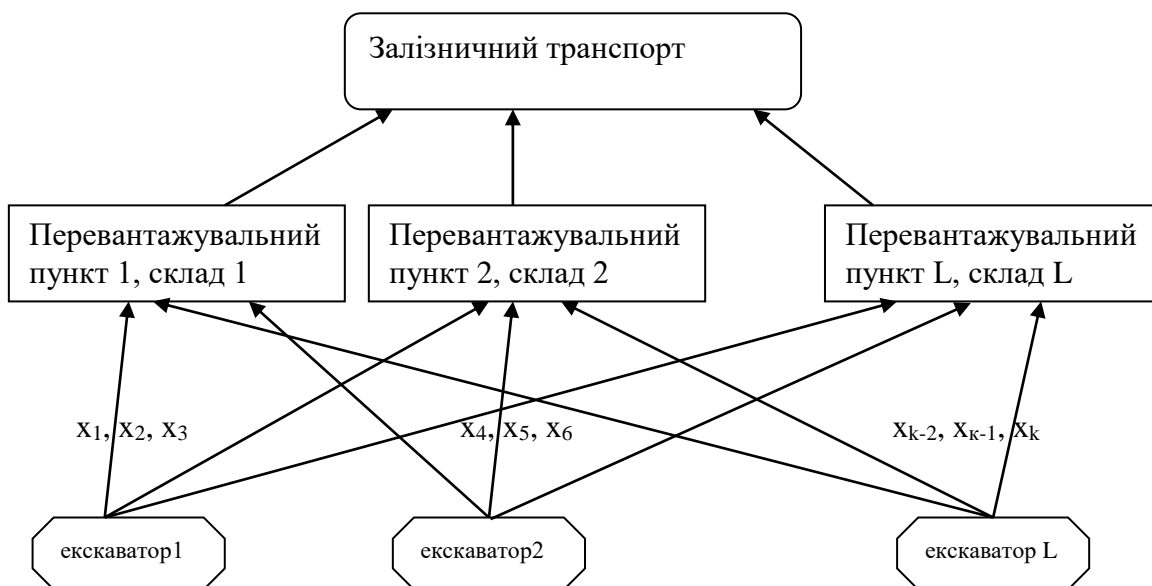 Залізничний транспорт
Перевантажувальний
пункт 1, склад 1
Перевантажувальний
пункт 2, склад 2
Перевантажувальний
пункт L, склад L
x₁, x₂, x₃
x₄, x₅, x₆
xₖ₋₂, xк-1, xₖ
екскаватор1
екскаватор2
екскаватор L